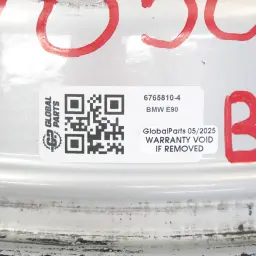 GLOBAL
PARTS
6765810-4
BMW E90
GlobalParts 05/2025
WARRANTY VOID
IF REMOVED
B